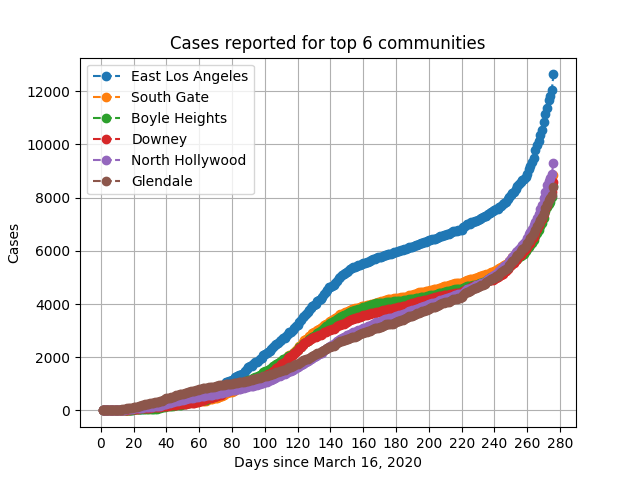 Cases reported for top 6 communities
East Los Angeles
South Gate
Boyle Heights
Downey
North Hollywood
Glendale
Cases
12000
10000
8000
6000
4000
2000
0
0 20 40 60 80 100 120 140 160 180 200 220 240 260 280
Days since March 16, 2020